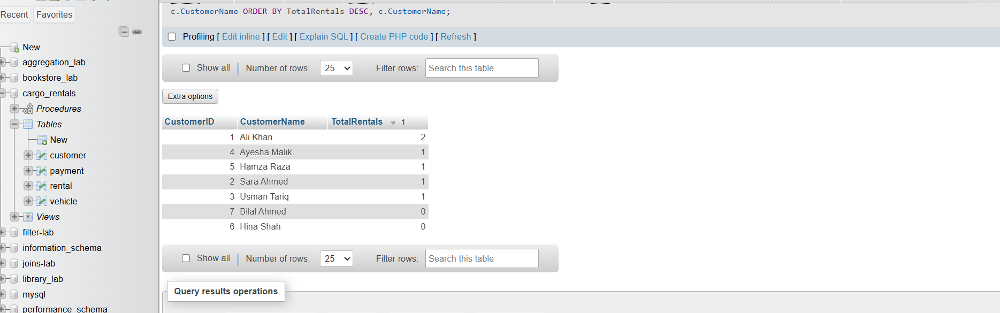 c.CustomerName ORDER BY TotalRentals DESC, c.CustomerName;
Recent Favorites
Profiling [ Edit inline ] [ Edit ] [ Explain SQL ] [ Create PHP code ] [ Refresh ]
New
aggregation_lab
bookstore_lab
cargo_rentals
Procedures
Tables
New
customer
payment
rental
vehicle
Views
filter-lab
information_schema
joins-lab
library_lab
mysql
performance_schema
Show all Number of rows: 25 Filter rows: Search this table
Extra options
CustomerID CustomerName TotalRentals 1
1 Ali Khan 2
4 Ayesha Malik 1
5 Hamza Raza 1
2 Sara Ahmed 1
3 Usman Tariq 1
7 Bilal Ahmed 0
6 Hina Shah 0
Show all Number of rows: 25 Filter rows: Search this table
Query results operations